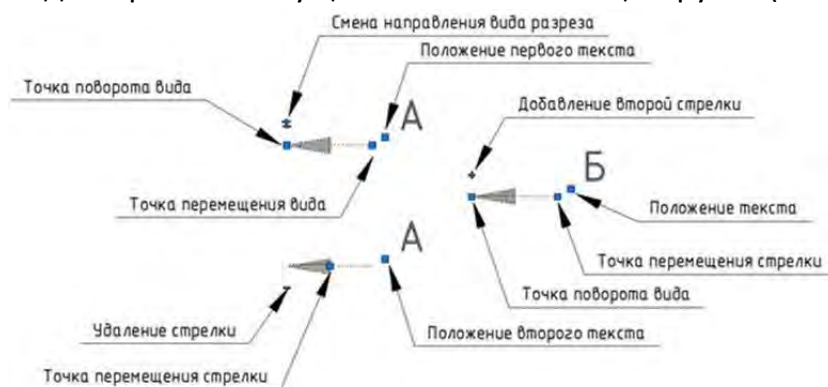 Смена направления вида разреза
Положение первого текста
Точка поворота вида
А
Добавление второй стрелки
Б
Точка перемещения вида
Положение текста
А
Точка перемещения стрелки
Точка поворота вида
Удаление стрелки
Положение второго текста
Точка перемещения стрелки